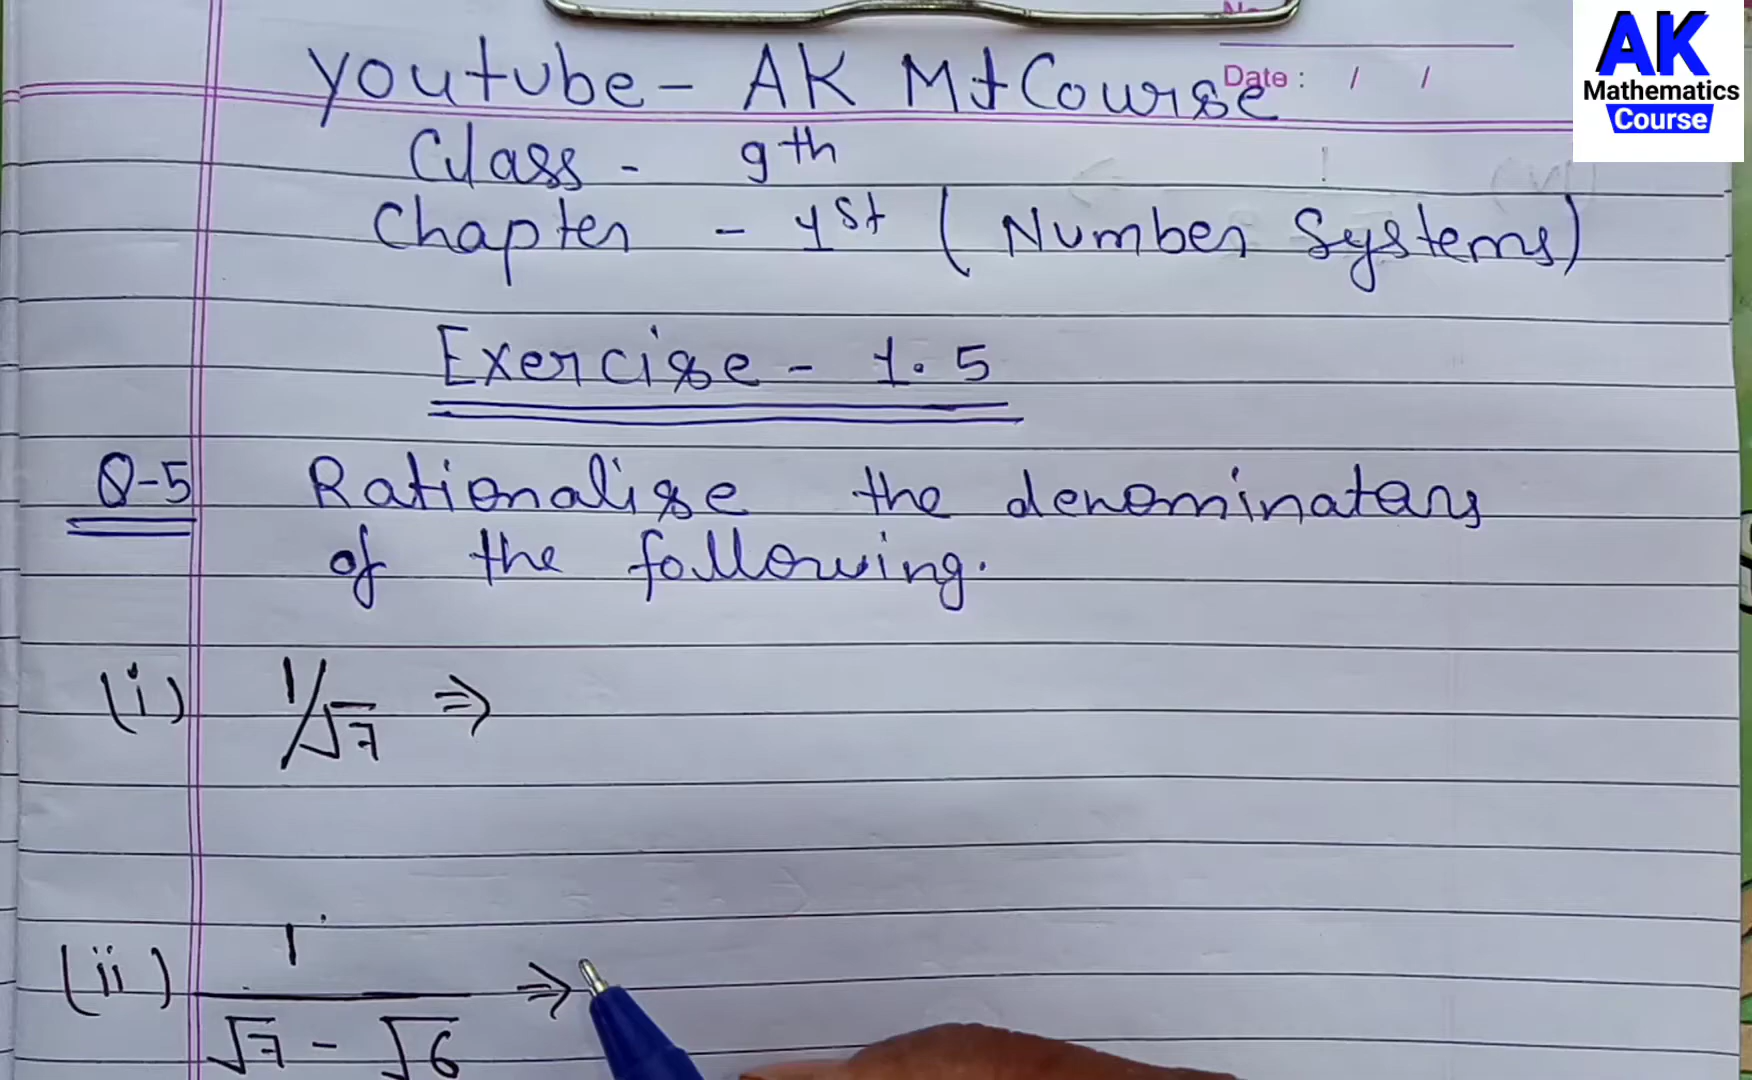 youtube - AK MtCourse
Date : / /
AK
Mathematics
Course
Class - 9th
Chapter - 1st ( Number Systems)
Exercise - 1.5
Q-5 Rationalise the denominators
of the following.
(i) 1/√7 ⇒
(ii) 1
√7 - √6 ⇒